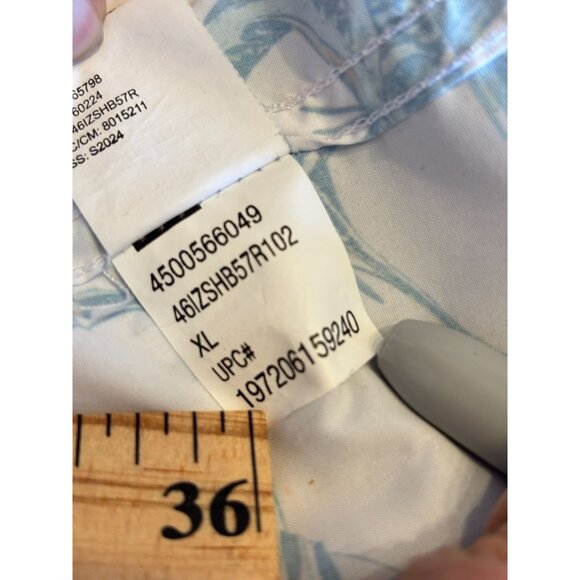 65798
60224
46IZSHB57R
C/CM: 8015211
SS: S2024
4500566049
46IZSHB57R102
XL
UPC#
197206159240
36